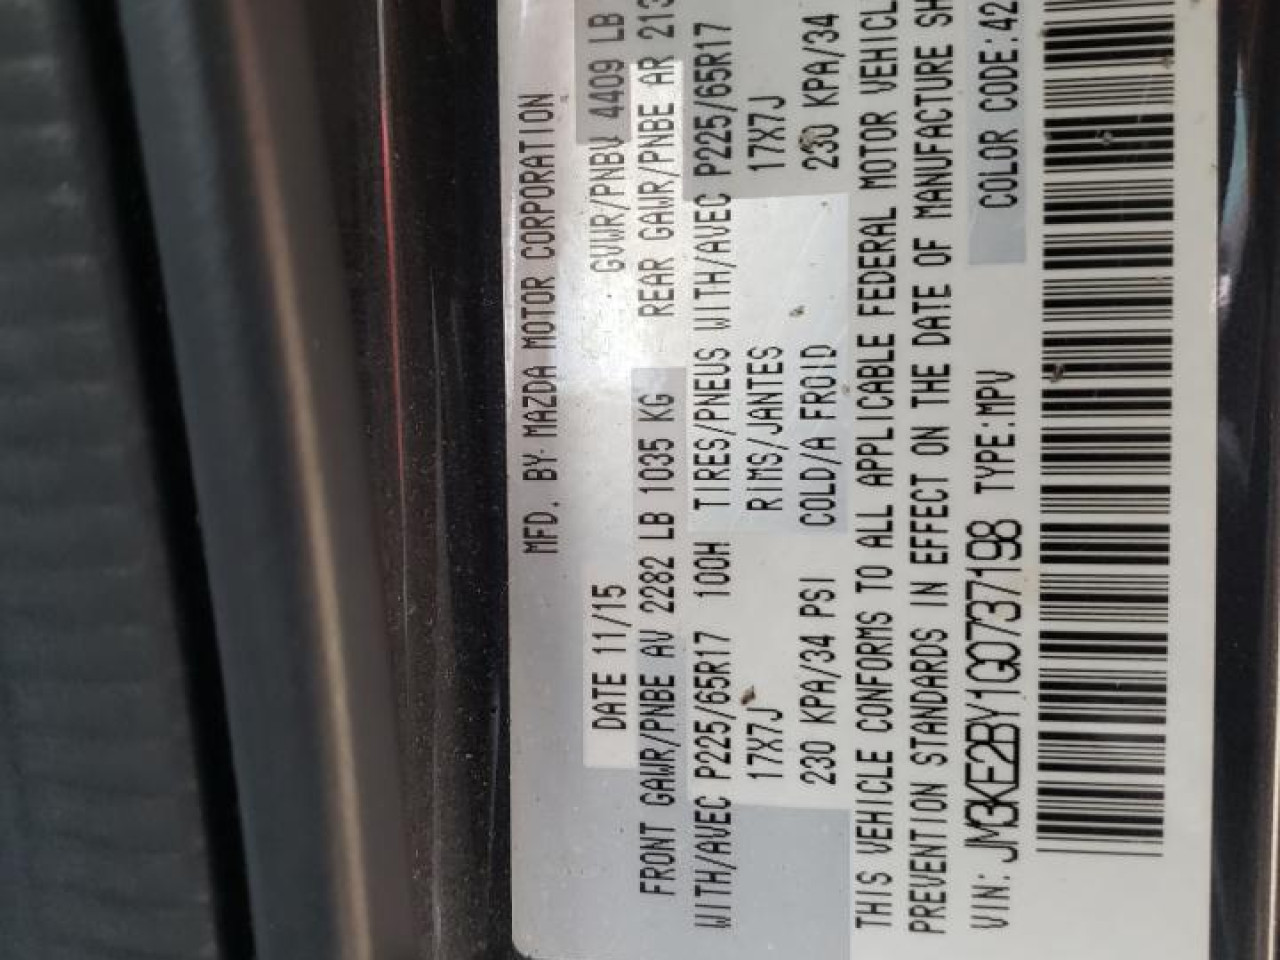 MFD. BY MAZDA MOTOR CORPORATION
DATE 11/15 GVWR/PNBV 4409 LB
FRONT GAWR/PNBE AV 2282 LB 1035 KG REAR GAWR/PNBE AR 213
WITH/AVEC P225/65R17 100H TIRES/PNEUS WITH/AVEC P225/65R17
17X7J RIMS/JANTES 17X7J
230 KPA/34 PSI COLD/A FROID 230 KPA/34
THIS VEHICLE CONFORMS TO ALL APPLICABLE FEDERAL MOTOR VEHICL
PREVENTION STANDARDS IN EFFECT ON THE DATE OF MANUFACTURE SH
VIN: JM3KE2BY1G0737198 TYPE:MPV COLOR CODE:42